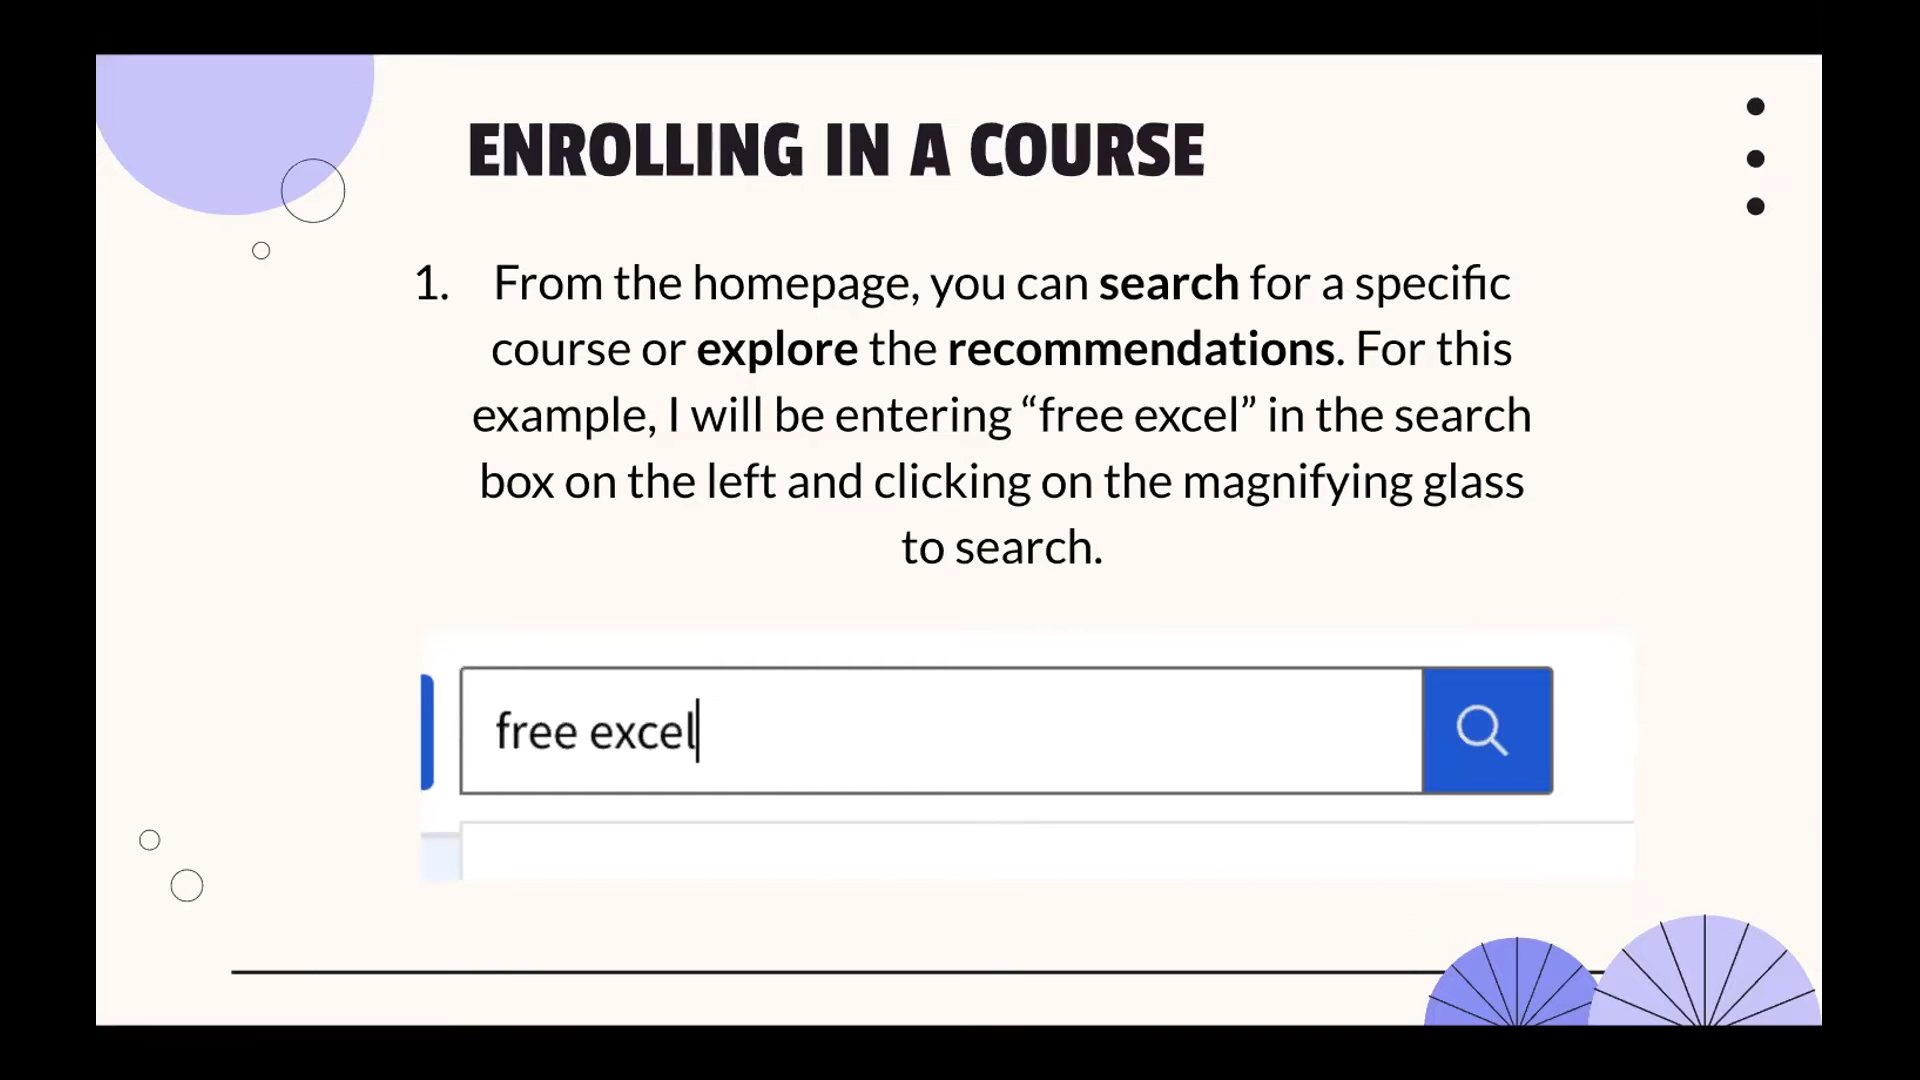 ENROLLING IN A COURSE
1. From the homepage, you can search for a specific
course or explore the recommendations. For this
example, I will be entering “free excel” in the search
box on the left and clicking on the magnifying glass
to search.
free excel